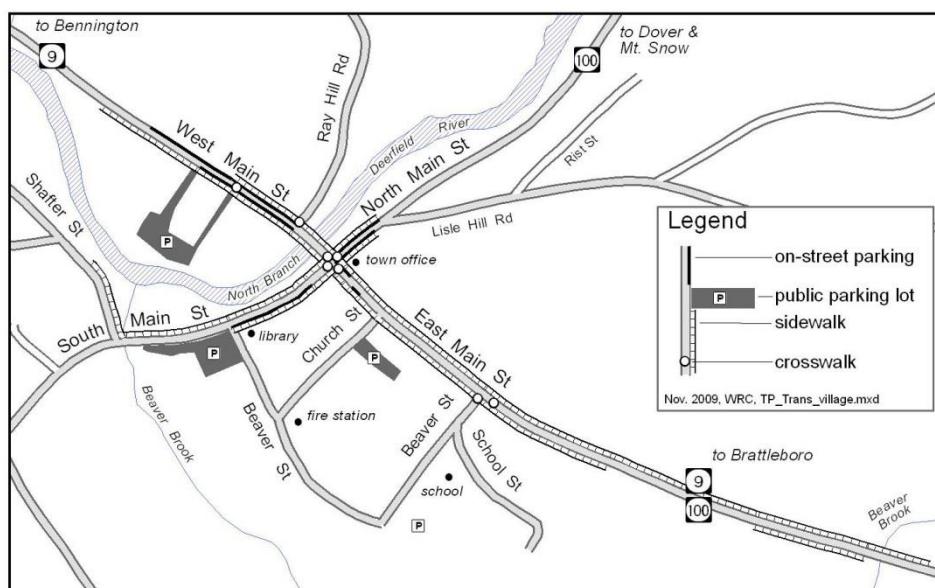 to Bennington
9
to Dover &
Mt. Snow
100
Ray Hill Rd
West Main St
Deerfield
River
North Main St
Rist St
Lisle Hill Rd
Shafter St
P
North Branch
town office
South Main St
library
P
Church St
P
East Main St
fire station
Beaver
Brook
Beaver St
Beaver St
School St
school
P
to Brattleboro
9
100
Beaver
Brook
Legend
on-street parking
P
public parking lot
sidewalk
crosswalk
Nov. 2009, WRC, TP_Trans_village.mxd